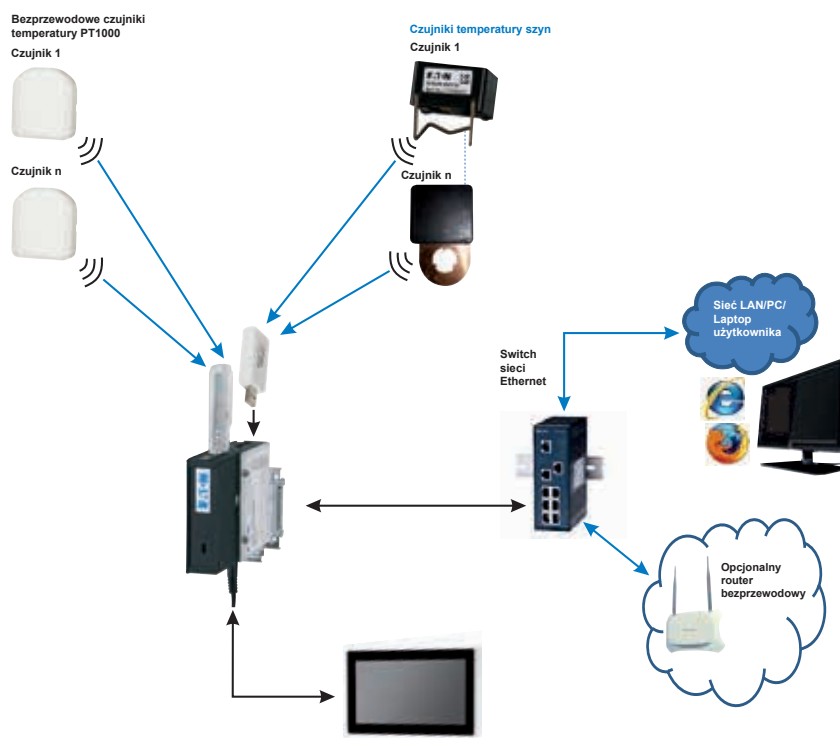 Bezprzewodowe czujniki
temperatury PT1000
Czujnik 1
Czujnik n
Czujniki temperatury szyn
Czujnik 1
EATON
Czujnik n
Sieć LAN/PC/
Laptop
użytkownika
Switch
sieci
Ethernet
Opcjonalny
router
bezprzewodowy